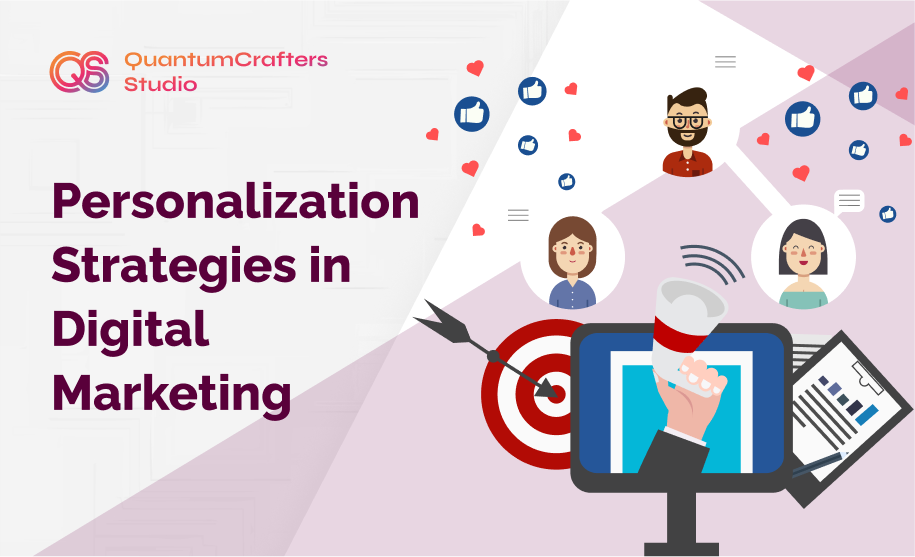 QS
QuantumCrafters
Studio
Personalization
Strategies in
Digital
Marketing